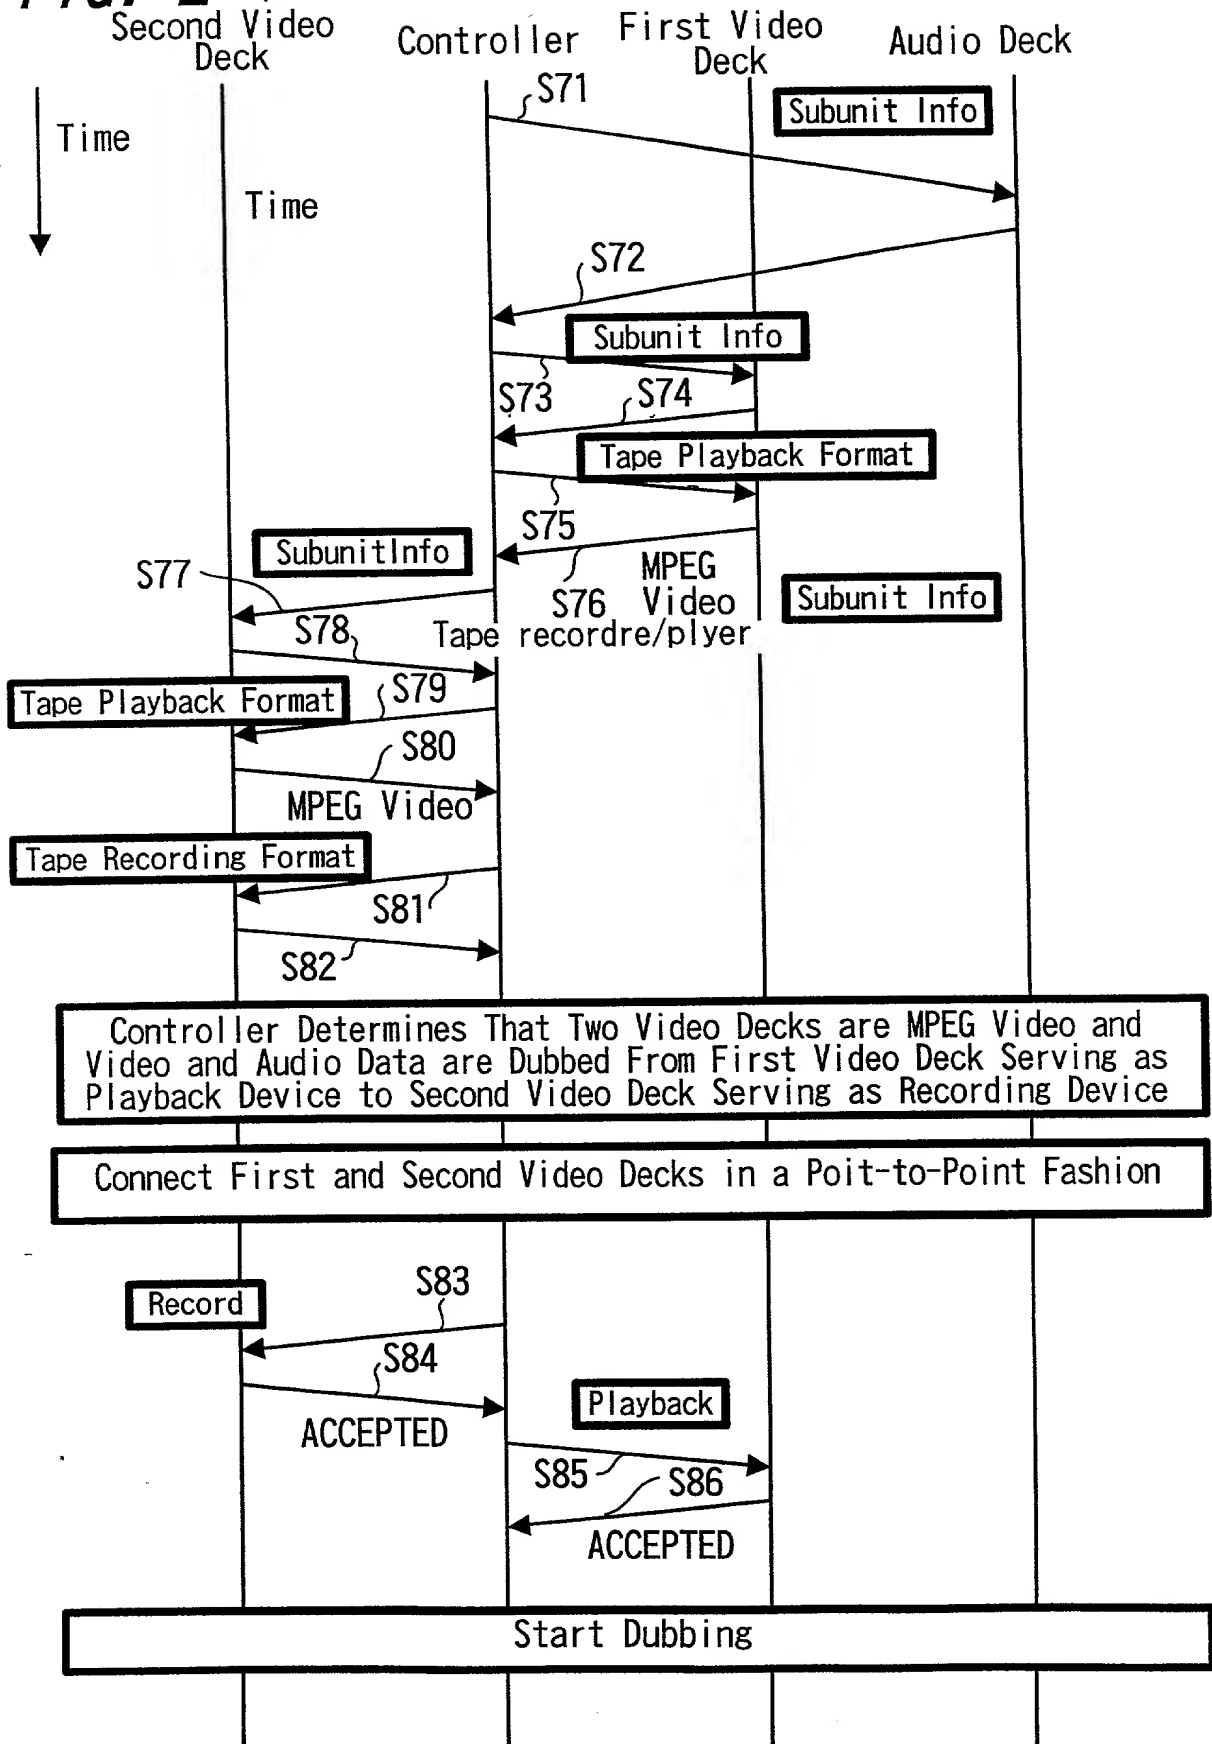 Second Video
Deck
Controller
First Video
Deck
Audio Deck
S71
Subunit Info
Time
Time
S72
Subunit Info
S73
S74
Tape Playback Format
S75
SubunitInfo
S77
MPEG
Video
S76
Subunit Info
S78
Tape recordre/plyer
Tape Playback Format
S79
S80
MPEG Video
Tape Recording Format
S81
S82
Controller Determines That Two Video Decks are MPEG Video and
Video and Audio Data are Dubbed From First Video Deck Serving as
Playback Device to Second Video Deck Serving as Recording Device
Connect First and Second Video Decks in a Poit-to-Point Fashion
Record
S83
S84
ACCEPTED
Playback
S85
S86
ACCEPTED
Start Dubbing